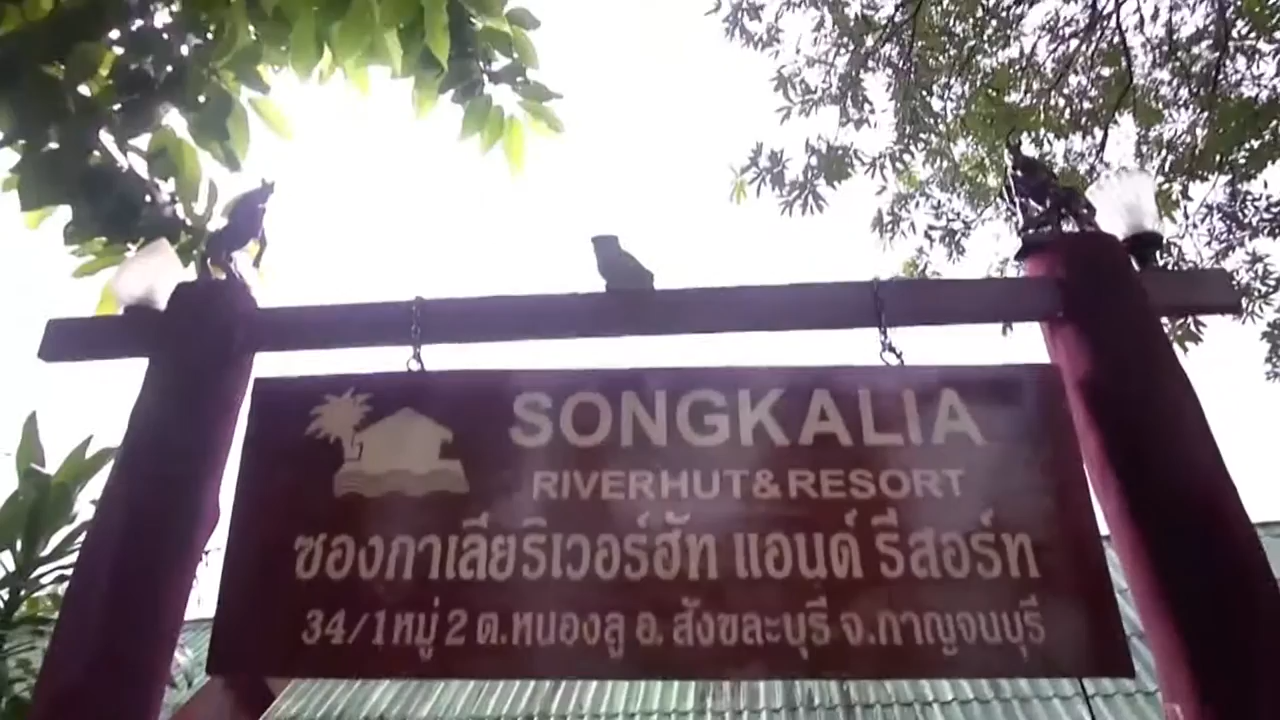 SONGKALIA
RIVERHUT&RESORT
ซองกาเลียริเวอร์ฮัท แอนด์ รีสอร์ท
34/1หมู่ 2 ต.หนองลู อ. สังขละบุรี จ.กาญจนบุรี